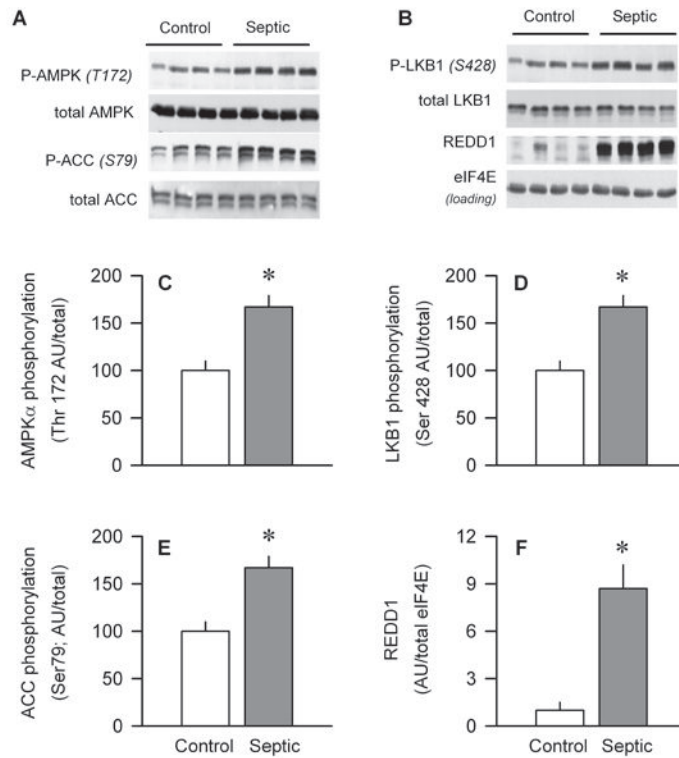 A
Control Septic
P-AMPK (T172)
total AMPK
P-ACC (S79)
total ACC
B
Control Septic
P-LKB1 (S428)
total LKB1
REDD1
eIF4E
(loading)
C
AMPKα phosphorylation
(Thr 172 AU/total)
200
150
100
50
0
*
D
LKB1 phosphorylation
(Ser 428 AU/total)
200
150
100
50
0
*
E
ACC phosphorylation
(Ser79; AU/total)
200
150
100
50
0
*
Control Septic
F
REDD1
(AU/total eIF4E)
12
9
6
3
0
*
Control Septic